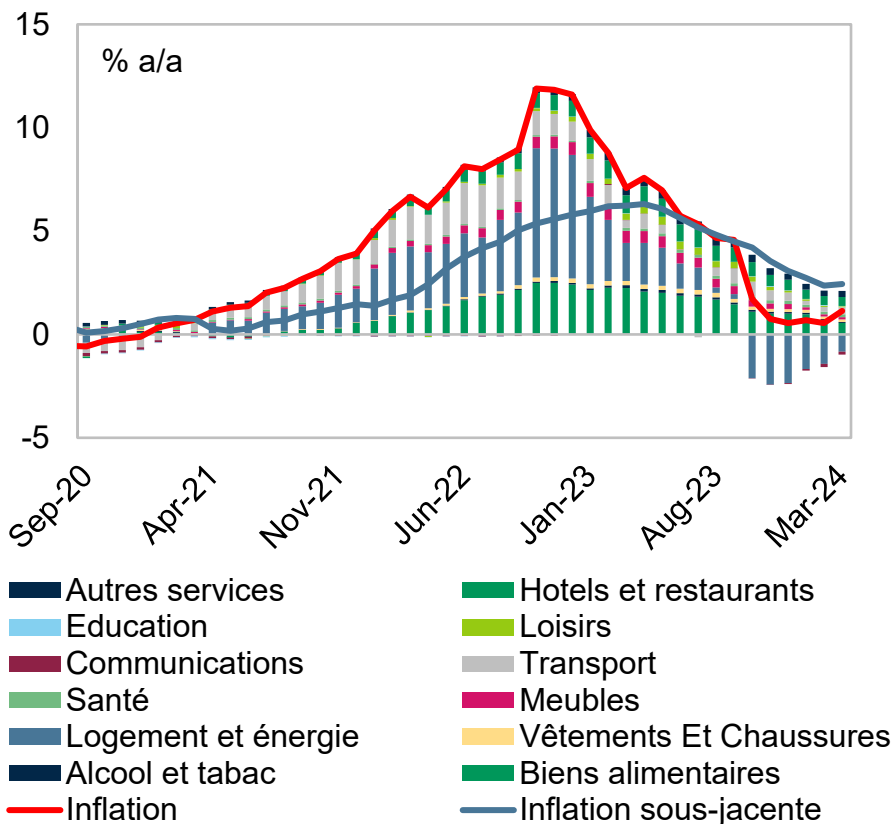 15
% a/a
10
5
0
-5
Sep-20
Apr-21
Nov-21
Jun-22
Jan-23
Aug-23
Mar-24
Autres services
Hotels et restaurants
Education
Loisirs
Communications
Transport
Santé
Meubles
Logement et énergie
Vêtements Et Chaussures
Alcool et tabac
Biens alimentaires
Inflation
Inflation sous-jacente